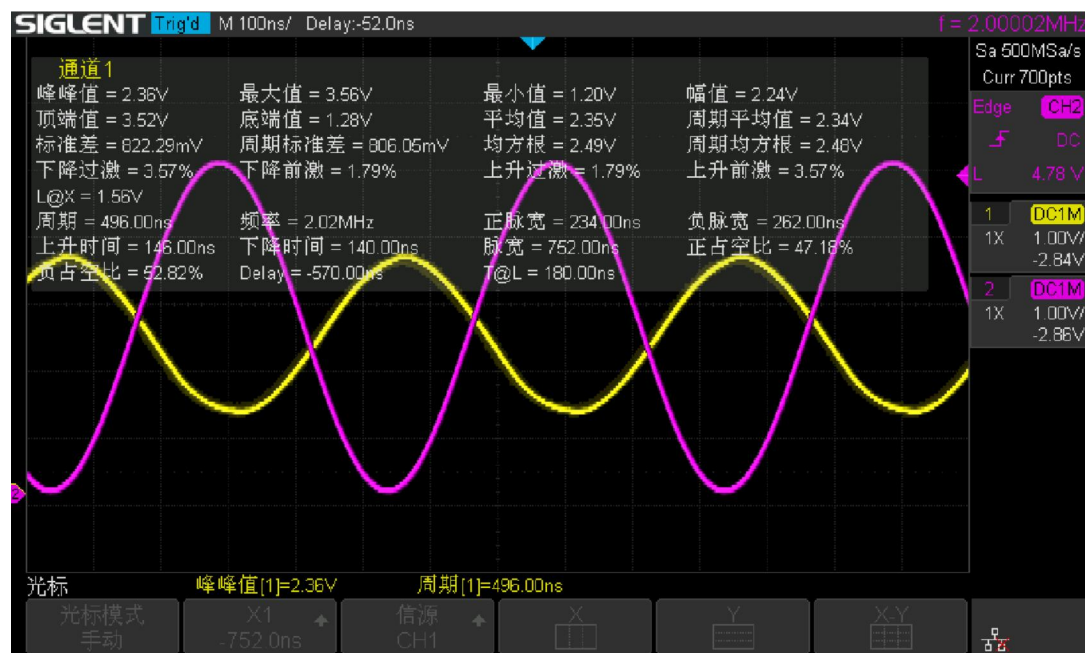 SIGLENT Trig'd M 100ns/ Delay:-52.0ns f = 2.00002MHz
Sa 500MSa/s
Curr 700pts
Edge CH2
DC
L 4.78 V
1 DC1M
1X 1.00V/
-2.84V
2 DC1M
1X 1.00V/
-2.86V
通道1
峰峰值 = 2.36V 最大值 = 3.56V 最小值 = 1.20V 幅值 = 2.24V
顶端值 = 3.52V 底端值 = 1.28V 平均值 = 2.35V 周期平均值 = 2.34V
标准差 = 822.29mV 周期标准差 = 806.05mV 均方根 = 2.49V 周期均方根 = 2.48V
下降过激 = 3.57% 下降前激 = 1.79% 上升过激 = 1.79% 上升前激 = 3.57%
L@X = 1.56V
周期 = 496.00ns 频率 = 2.02MHz 正脉宽 = 234.00ns 负脉宽 = 262.00ns
上升时间 = 146.00ns 下降时间 = 140.00ns 脉宽 = 752.00ns 正占空比 = 47.18%
负占空比 = 52.82% Delay = -570.00ns T@L = 180.00ns
2
光标 峰峰值[1]=2.36V 周期[1]=496.00ns
光标模式 X1 信源 X Y X-Y
手动 -752.0ns CH1